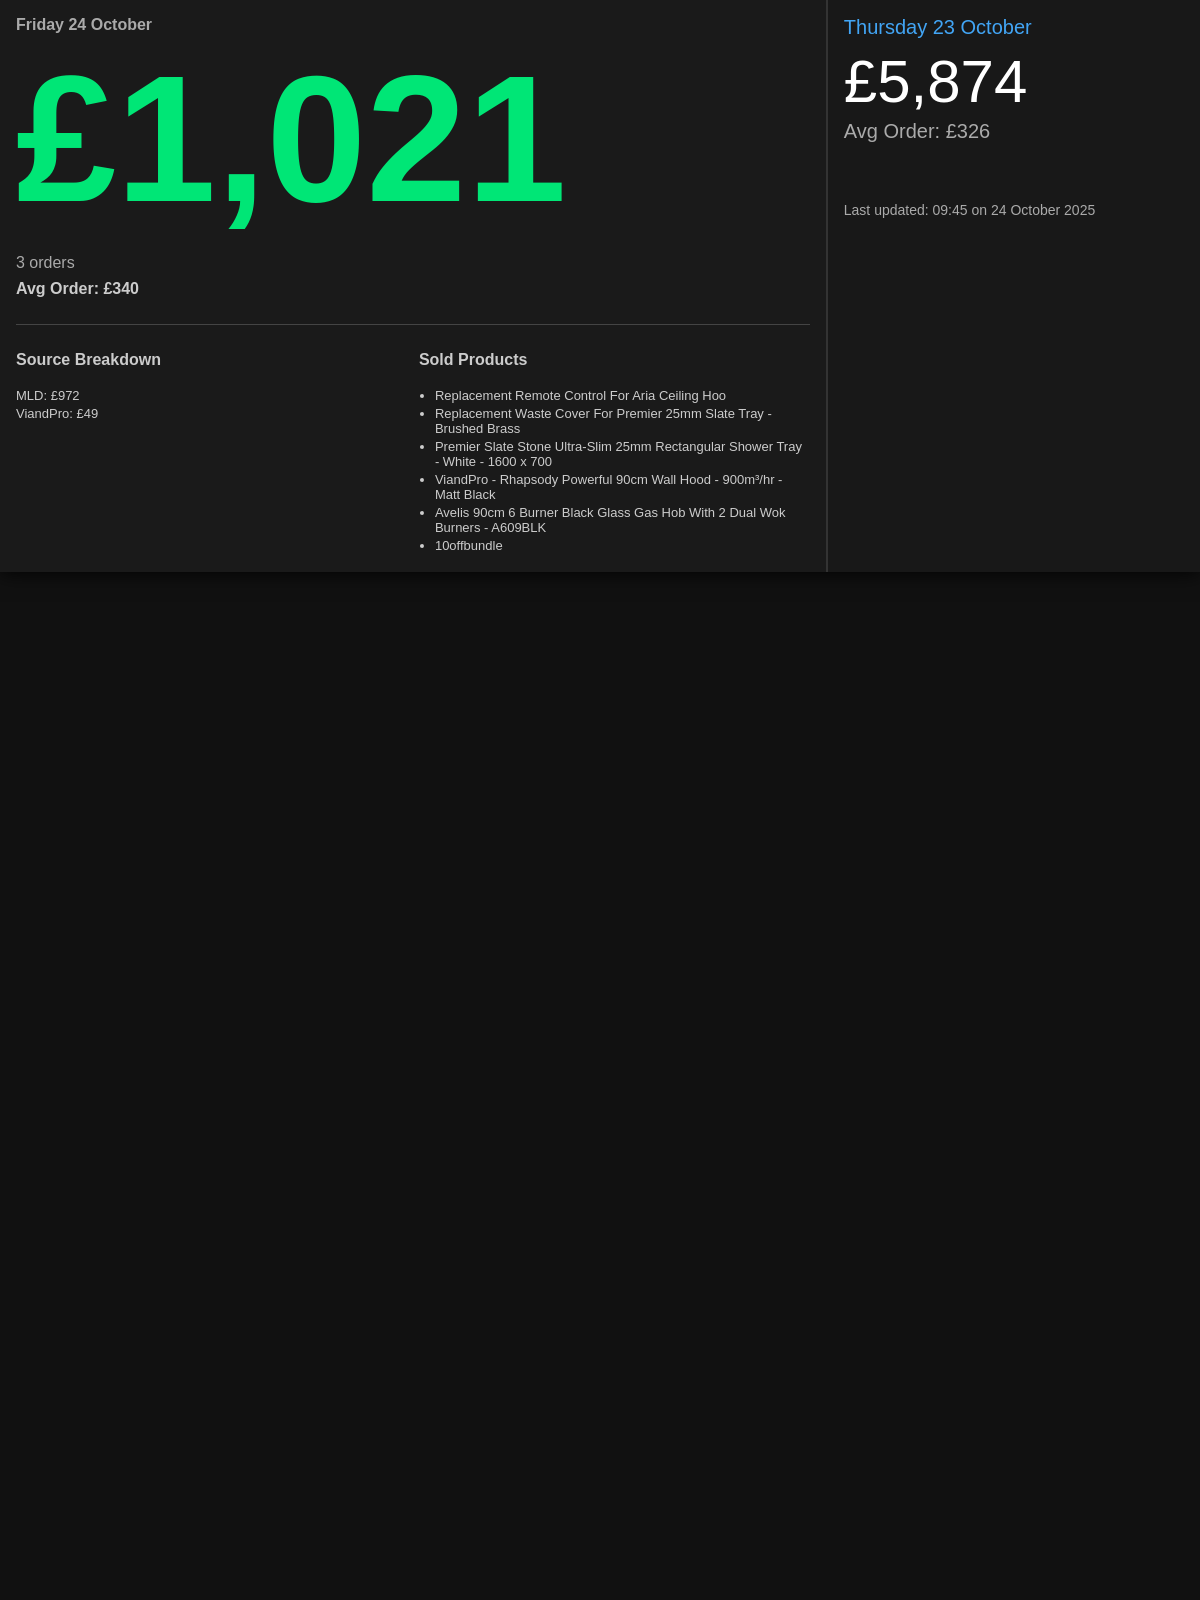 Friday 24 October
£1,021
3 orders
Avg Order: £340
Source Breakdown
MLD: £972
ViandPro: £49
Sold Products
Replacement Remote Control For Aria Ceiling Hoo
Replacement Waste Cover For Premier 25mm Slate Tray -
Brushed Brass
Premier Slate Stone Ultra-Slim 25mm Rectangular Shower Tray
- White - 1600 x 700
ViandPro - Rhapsody Powerful 90cm Wall Hood - 900m³/hr -
Matt Black
Avelis 90cm 6 Burner Black Glass Gas Hob With 2 Dual Wok
Burners - A609BLK
10offbundle
Thursday 23 October
£5,874
Avg Order: £326
Last updated: 09:45 on 24 October 2025